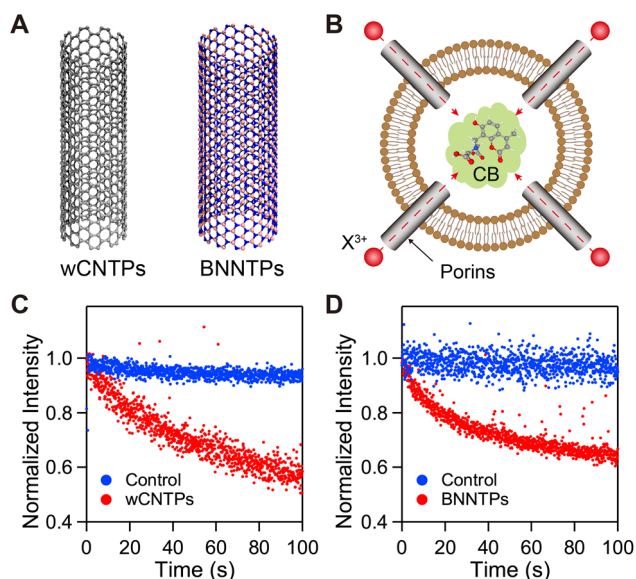 A
wCNTPs
BNNTPs
B
CB
X³⁺
Porins
C
Normalized Intensity
1.0
0.8
0.6
0.4
Control
wCNTPs
0
20
40
60
80
100
Time (s)
D
Normalized Intensity
1.0
0.8
0.6
0.4
Control
BNNTPs
0
20
40
60
80
100
Time (s)